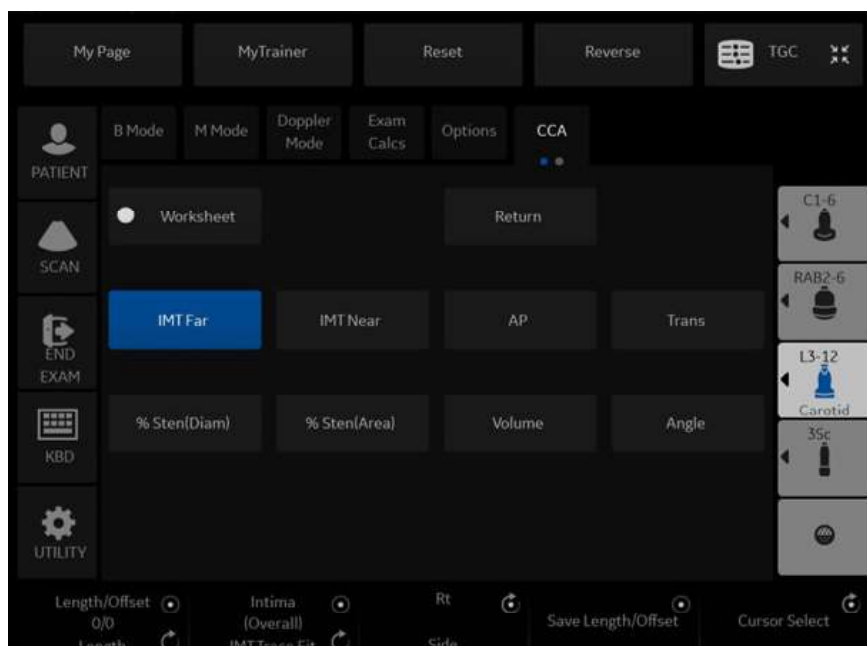 My Page
MyTrainer
Reset
Reverse
TGC
PATIENT
SCAN
END
EXAM
KBD
UTILITY
B Mode
M Mode
Doppler
Mode
Exam
Calcs
Options
CCA
Worksheet
Return
IMT Far
IMT Near
AP
Trans
% Sten(Diam)
% Sten(Area)
Volume
Angle
C1-6
RAB2-6
L3-12
Carotid
3Sc
Length/Offset
0/0
Length
Intima
(Overall)
IMT Trace Fit
Rt
Side
Save Length/Offset
Cursor Select